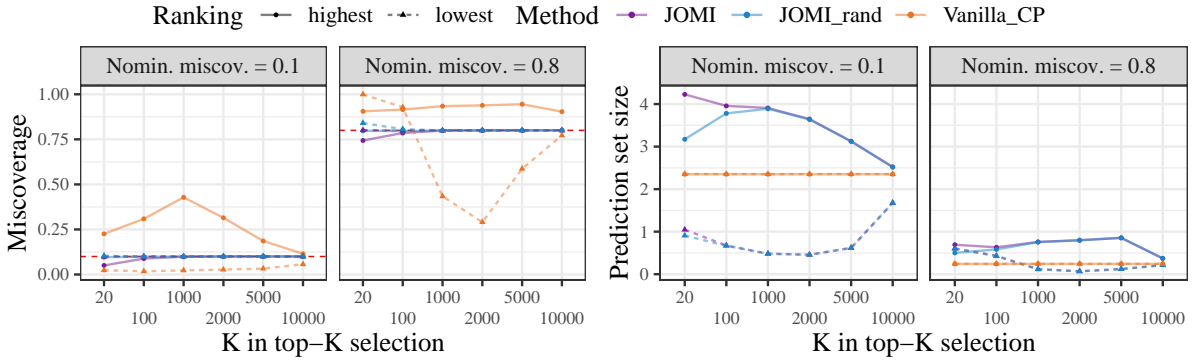 Ranking highest lowest Method JOMI JOMI_rand Vanilla_CP
Nomin. miscov. = 0.1 Nomin. miscov. = 0.8
Miscoverage
1.00
0.75
0.50
0.25
0.00
20 1000 5000 20 1000 5000
100 2000 10000 100 2000 10000
K in top−K selection
Nomin. miscov. = 0.1 Nomin. miscov. = 0.8
Prediction set size
4
3
2
1
0
20 1000 5000 20 1000 5000
100 2000 10000 100 2000 10000
K in top−K selection